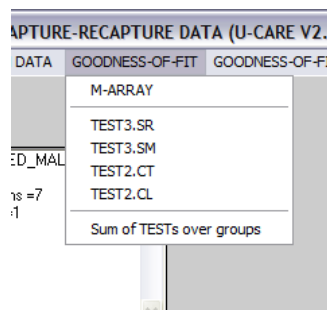 APTURE-RECAPTURE DATA (U-CARE V2.
DATA GOODNESS-OF-FIT GOODNESS-OF-FI
M-ARRAY
TEST3.SR
TEST3.SM
TEST2.CT
TEST2.CL
Sum of TESTs over groups
ED_MAL
ns =7
=1